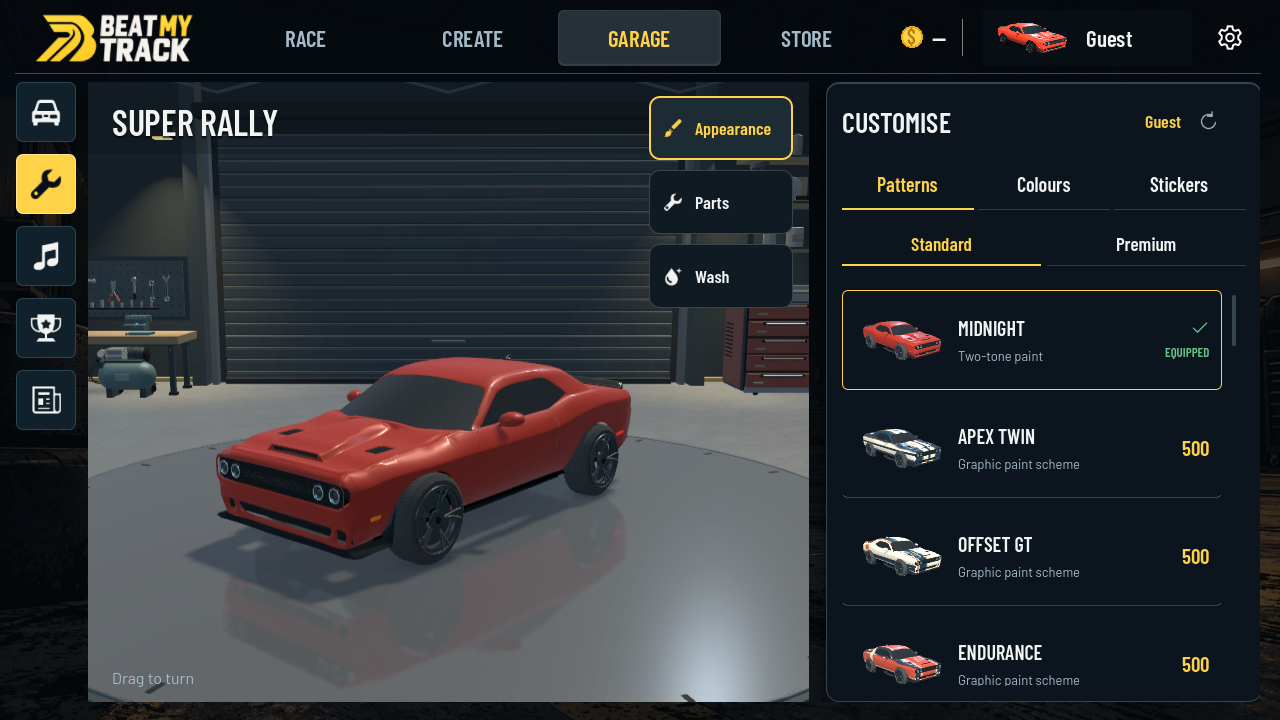 BEAT MY
TRACK
RACE
CREATE
GARAGE
STORE
$ –
Guest
SUPER RALLY
Appearance
Parts
Wash
Drag to turn
CUSTOMISE
Guest
Patterns
Colours
Stickers
Standard
Premium
MIDNIGHT
Two-tone paint
EQUIPPED
APEX TWIN
Graphic paint scheme
500
OFFSET GT
Graphic paint scheme
500
ENDURANCE
Graphic paint scheme
500